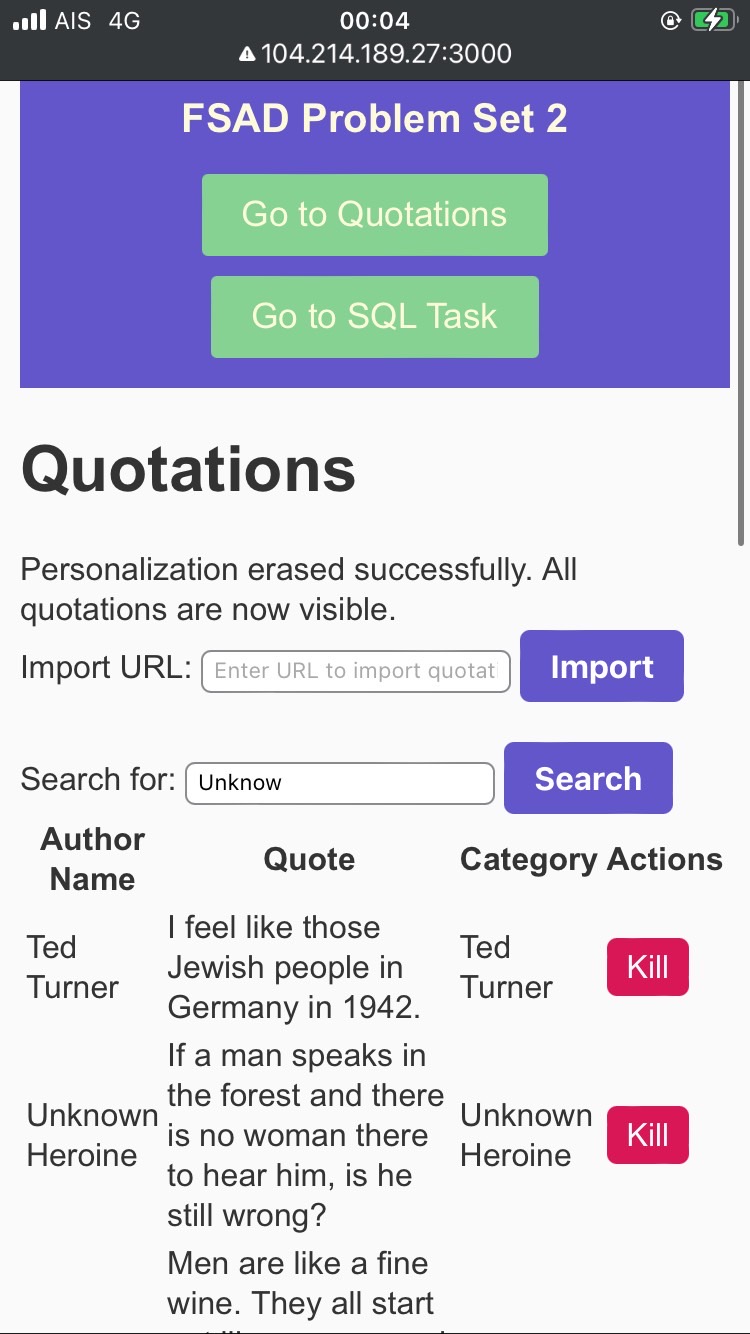 AIS 4G 00:04
104.214.189.27:3000
FSAD Problem Set 2
Go to Quotations
Go to SQL Task
Quotations
Personalization erased successfully. All
quotations are now visible.
Import URL: Enter URL to import quotat Import
Search for: Unknow Search
Author Name Quote Category Actions
Ted Turner I feel like those Jewish people in Germany in 1942. Ted Turner Kill
Unknown Heroine If a man speaks in the forest and there is no woman there to hear him, is he still wrong? Unknown Heroine Kill
Men are like a fine
wine. They all start